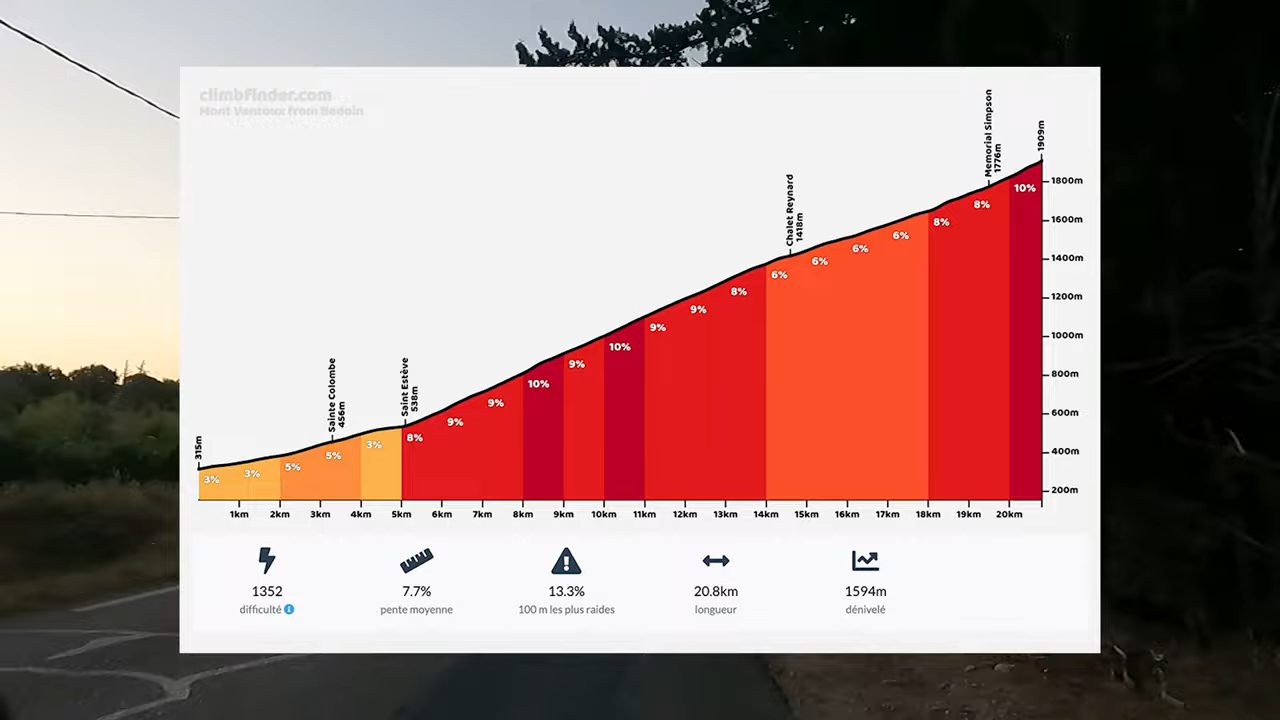 climbfinder.com
Mont Ventoux from Bedoin
315m
Sainte Colombe
456m
Saint Estève
538m
Chalet Reynard
1418m
Memorial Simpson
1776m
1909m
3%
3%
5%
5%
3%
8%
9%
9%
10%
9%
10%
9%
9%
8%
6%
6%
6%
6%
8%
8%
10%
1800m
1600m
1400m
1200m
1000m
800m
600m
400m
200m
1km
2km
3km
4km
5km
6km
7km
8km
9km
10km
11km
12km
13km
14km
15km
16km
17km
18km
19km
20km
1352
difficulté
7.7%
pente moyenne
13.3%
100 m les plus raides
20.8km
longueur
1594m
dénivelé